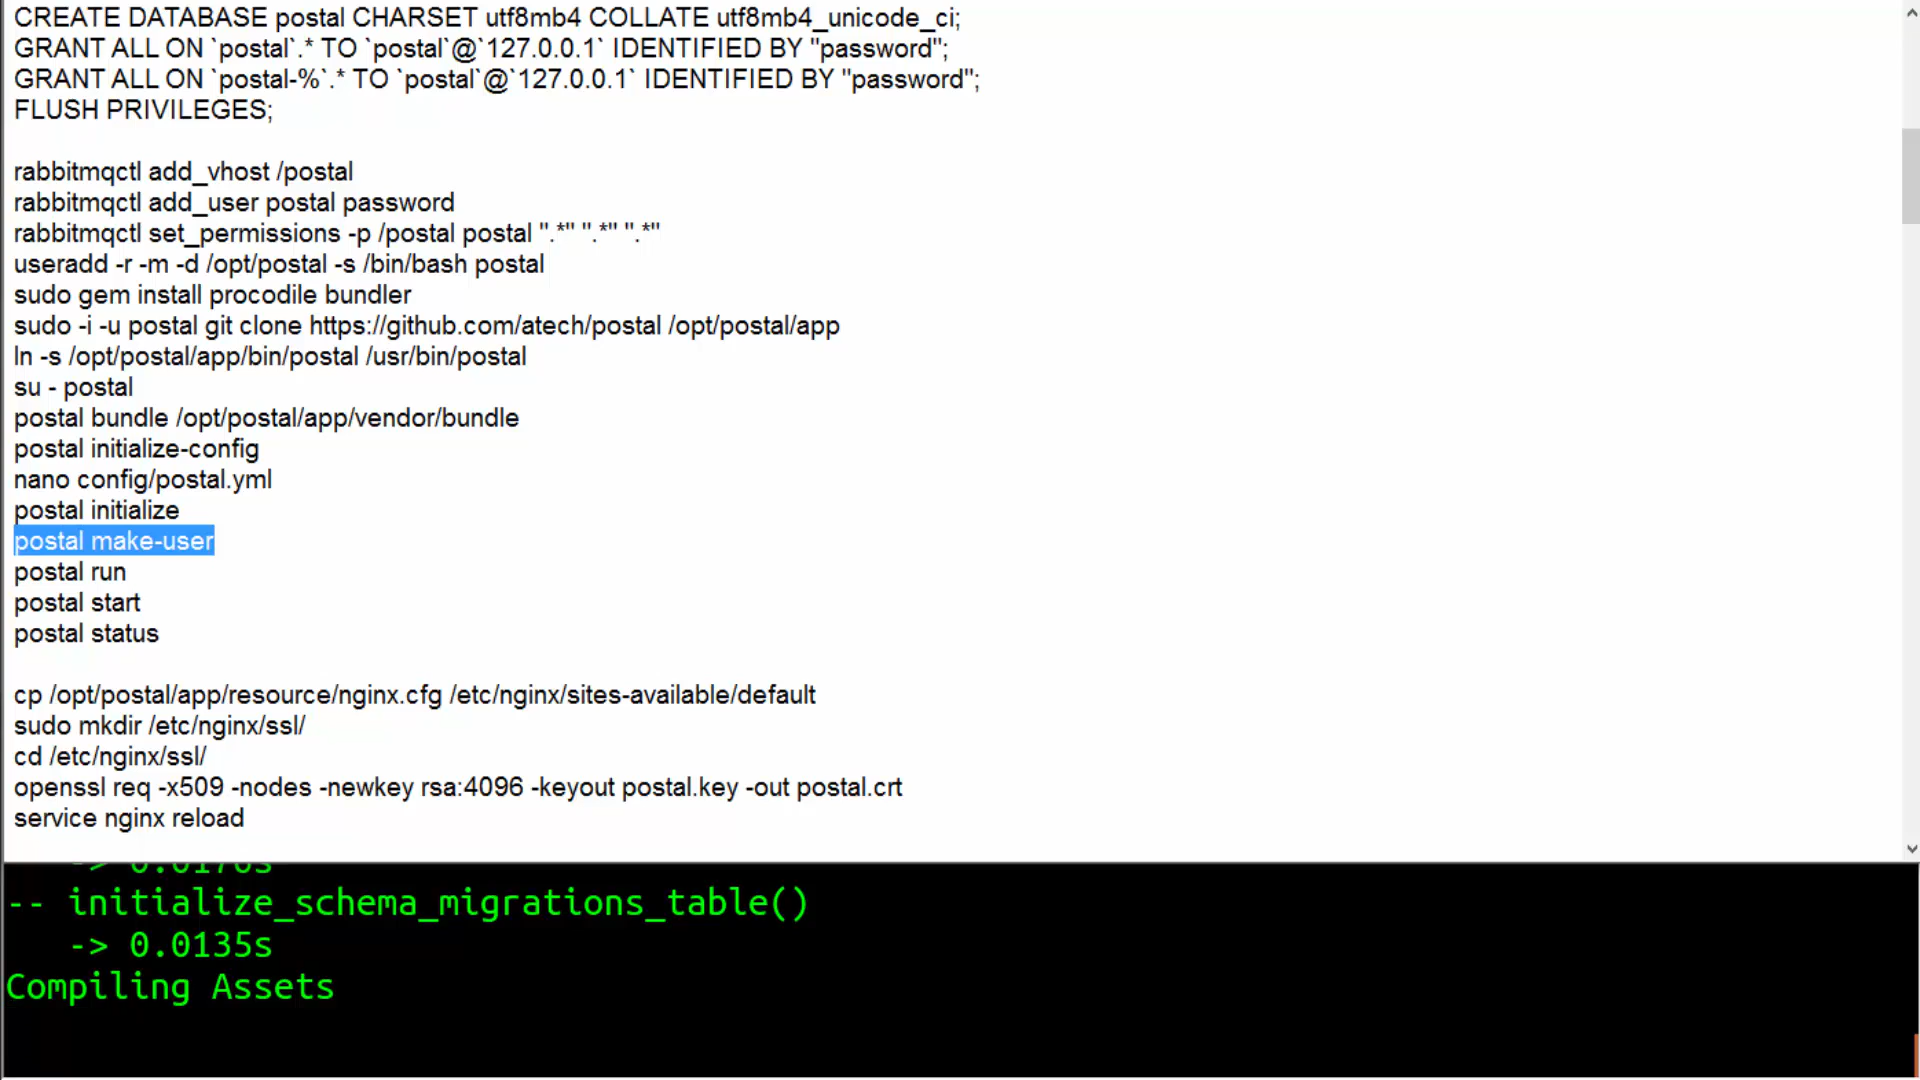 CREATE DATABASE postal CHARSET utf8mb4 COLLATE utf8mb4_unicode_ci;
GRANT ALL ON `postal`.* TO `postal`@`127.0.0.1` IDENTIFIED BY "password";
GRANT ALL ON `postal-%`.* TO `postal`@`127.0.0.1` IDENTIFIED BY "password";
FLUSH PRIVILEGES;
rabbitmqctl add_vhost /postal
rabbitmqctl add_user postal password
rabbitmqctl set_permissions -p /postal postal ".*" ".*" ".*"
useradd -r -m -d /opt/postal -s /bin/bash postal
sudo gem install procodile bundler
sudo -i -u postal git clone https://github.com/atech/postal /opt/postal/app
ln -s /opt/postal/app/bin/postal /usr/bin/postal
su - postal
postal bundle /opt/postal/app/vendor/bundle
postal initialize-config
nano config/postal.yml
postal initialize
postal make-user
postal run
postal start
postal status
cp /opt/postal/app/resource/nginx.cfg /etc/nginx/sites-available/default
sudo mkdir /etc/nginx/ssl/
cd /etc/nginx/ssl/
openssl req -x509 -nodes -newkey rsa:4096 -keyout postal.key -out postal.crt
service nginx reload
-> 0.0176s
-- initialize_schema_migrations_table()
-> 0.0135s
Compiling Assets